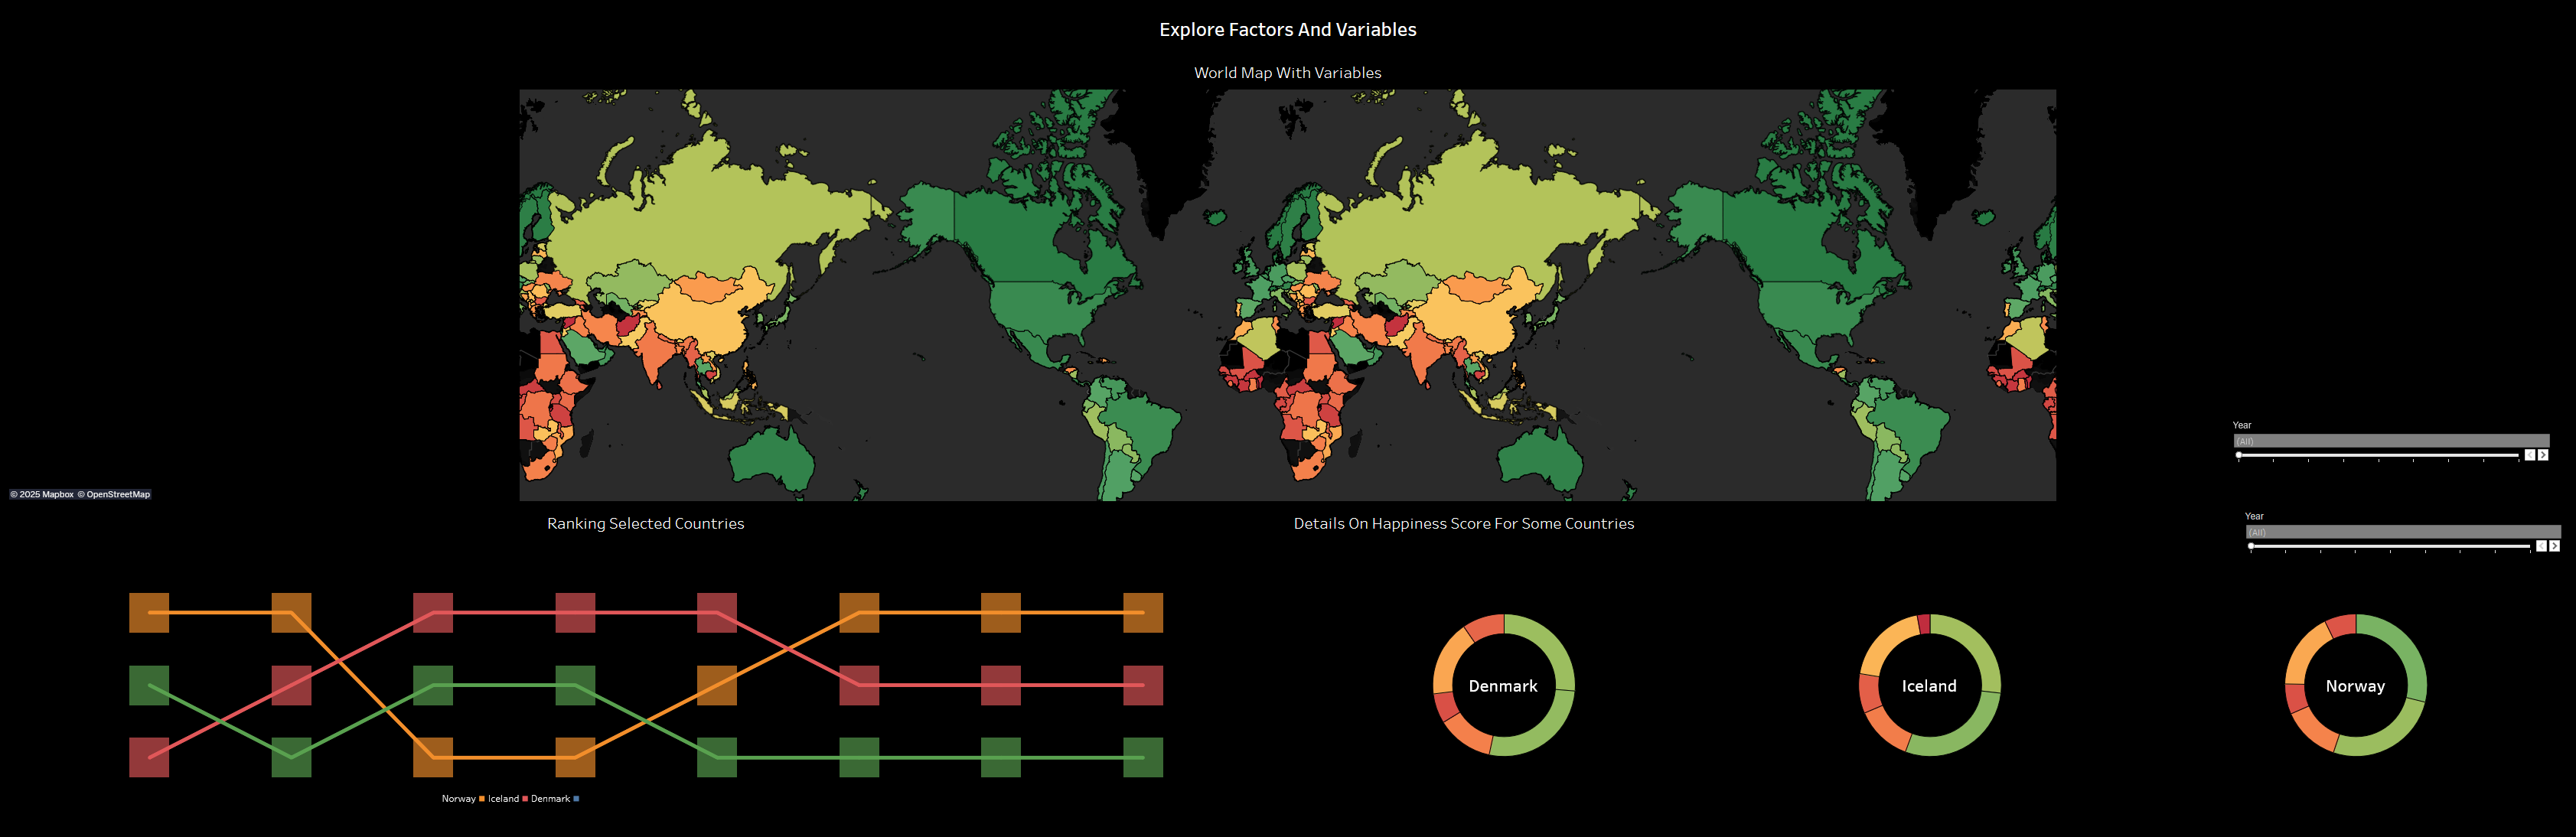 Explore Factors And Variables
World Map With Variables
Year
(All)
© 2025 Mapbox © OpenStreetMap
Ranking Selected Countries
Details On Happiness Score For Some Countries
Year
(All)
Denmark
Iceland
Norway
Norway Iceland Denmark